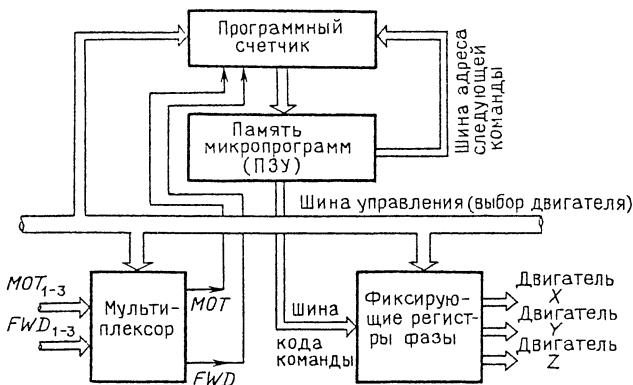 Программный
счетчик
Шина адреса
следующей
команды
Память
микропрограмм
(ПЗУ)
Шина управления (выбор двигателя)
MOT1-3
FWD1-3
Мульти-
плексор
MOT
FWD
Шина
кода
команды
Фиксирую-
щие регист-
ры фазы
Двигатель
X
Двигатель
Y
Двигатель
Z